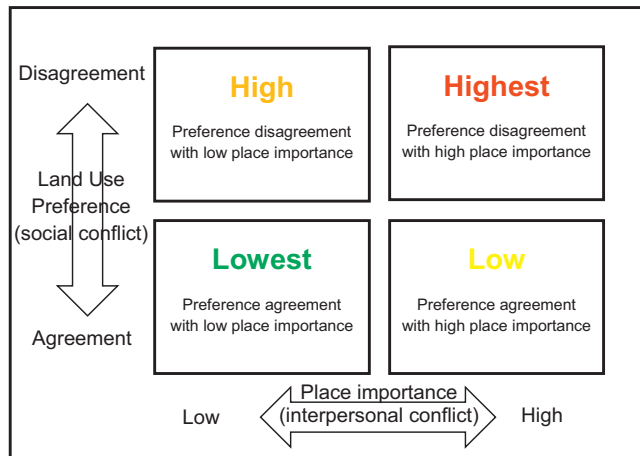 Disagreement
High
Preference disagreement
with low place importance
Highest
Preference disagreement
with high place importance
Land Use
Preference
(social conflict)
Lowest
Preference agreement
with low place importance
Low
Preference agreement
with high place importance
Agreement
Low
Place importance
(interpersonal conflict)
High